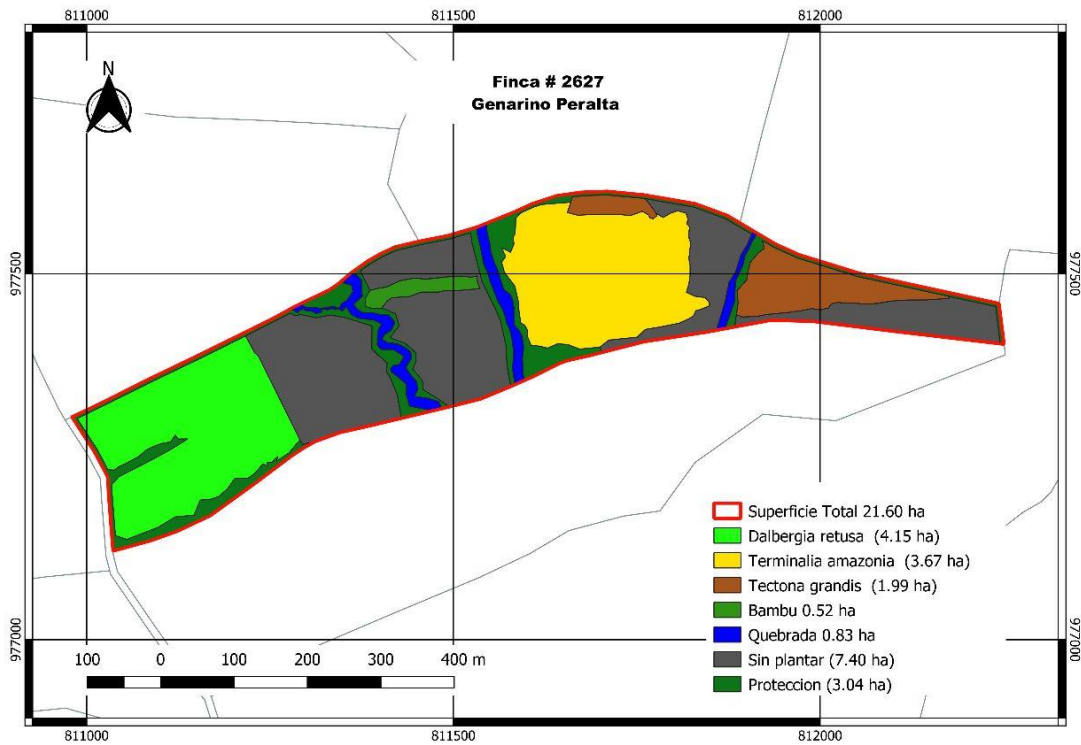 811000 811500 812000
N
Finca # 2627
Genarino Peralta
977500 977500
Superficie Total 21.60 ha
Dalbergia retusa (4.15 ha)
Terminalia amazonia (3.67 ha)
Tectona grandis (1.99 ha)
Bambu 0.52 ha
Quebrada 0.83 ha
Sin plantar (7.40 ha)
Proteccion (3.04 ha)
977000 977000
100 0 100 200 300 400 m
811000 811500 812000